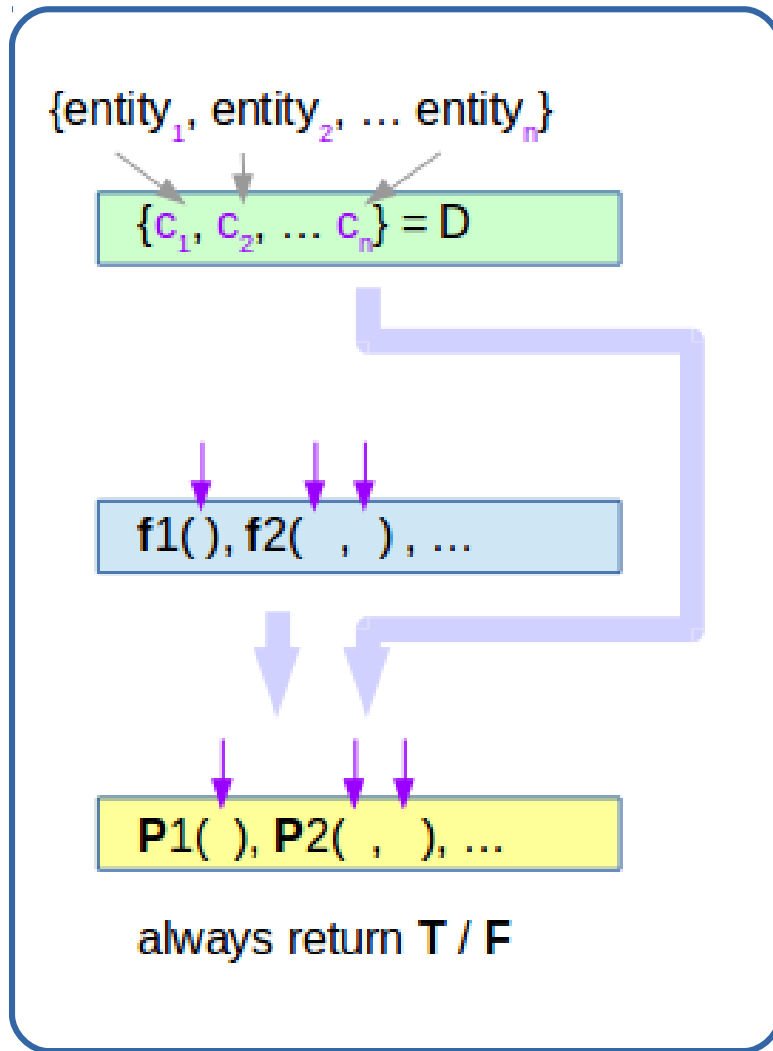 {entity₁, entity₂, ... entityₙ}
{c₁, c₂, ... cₙ} = D
f1( ), f2(   ,   ) , ...
P1(  ), P2(  ,   ), ...
always return T / F